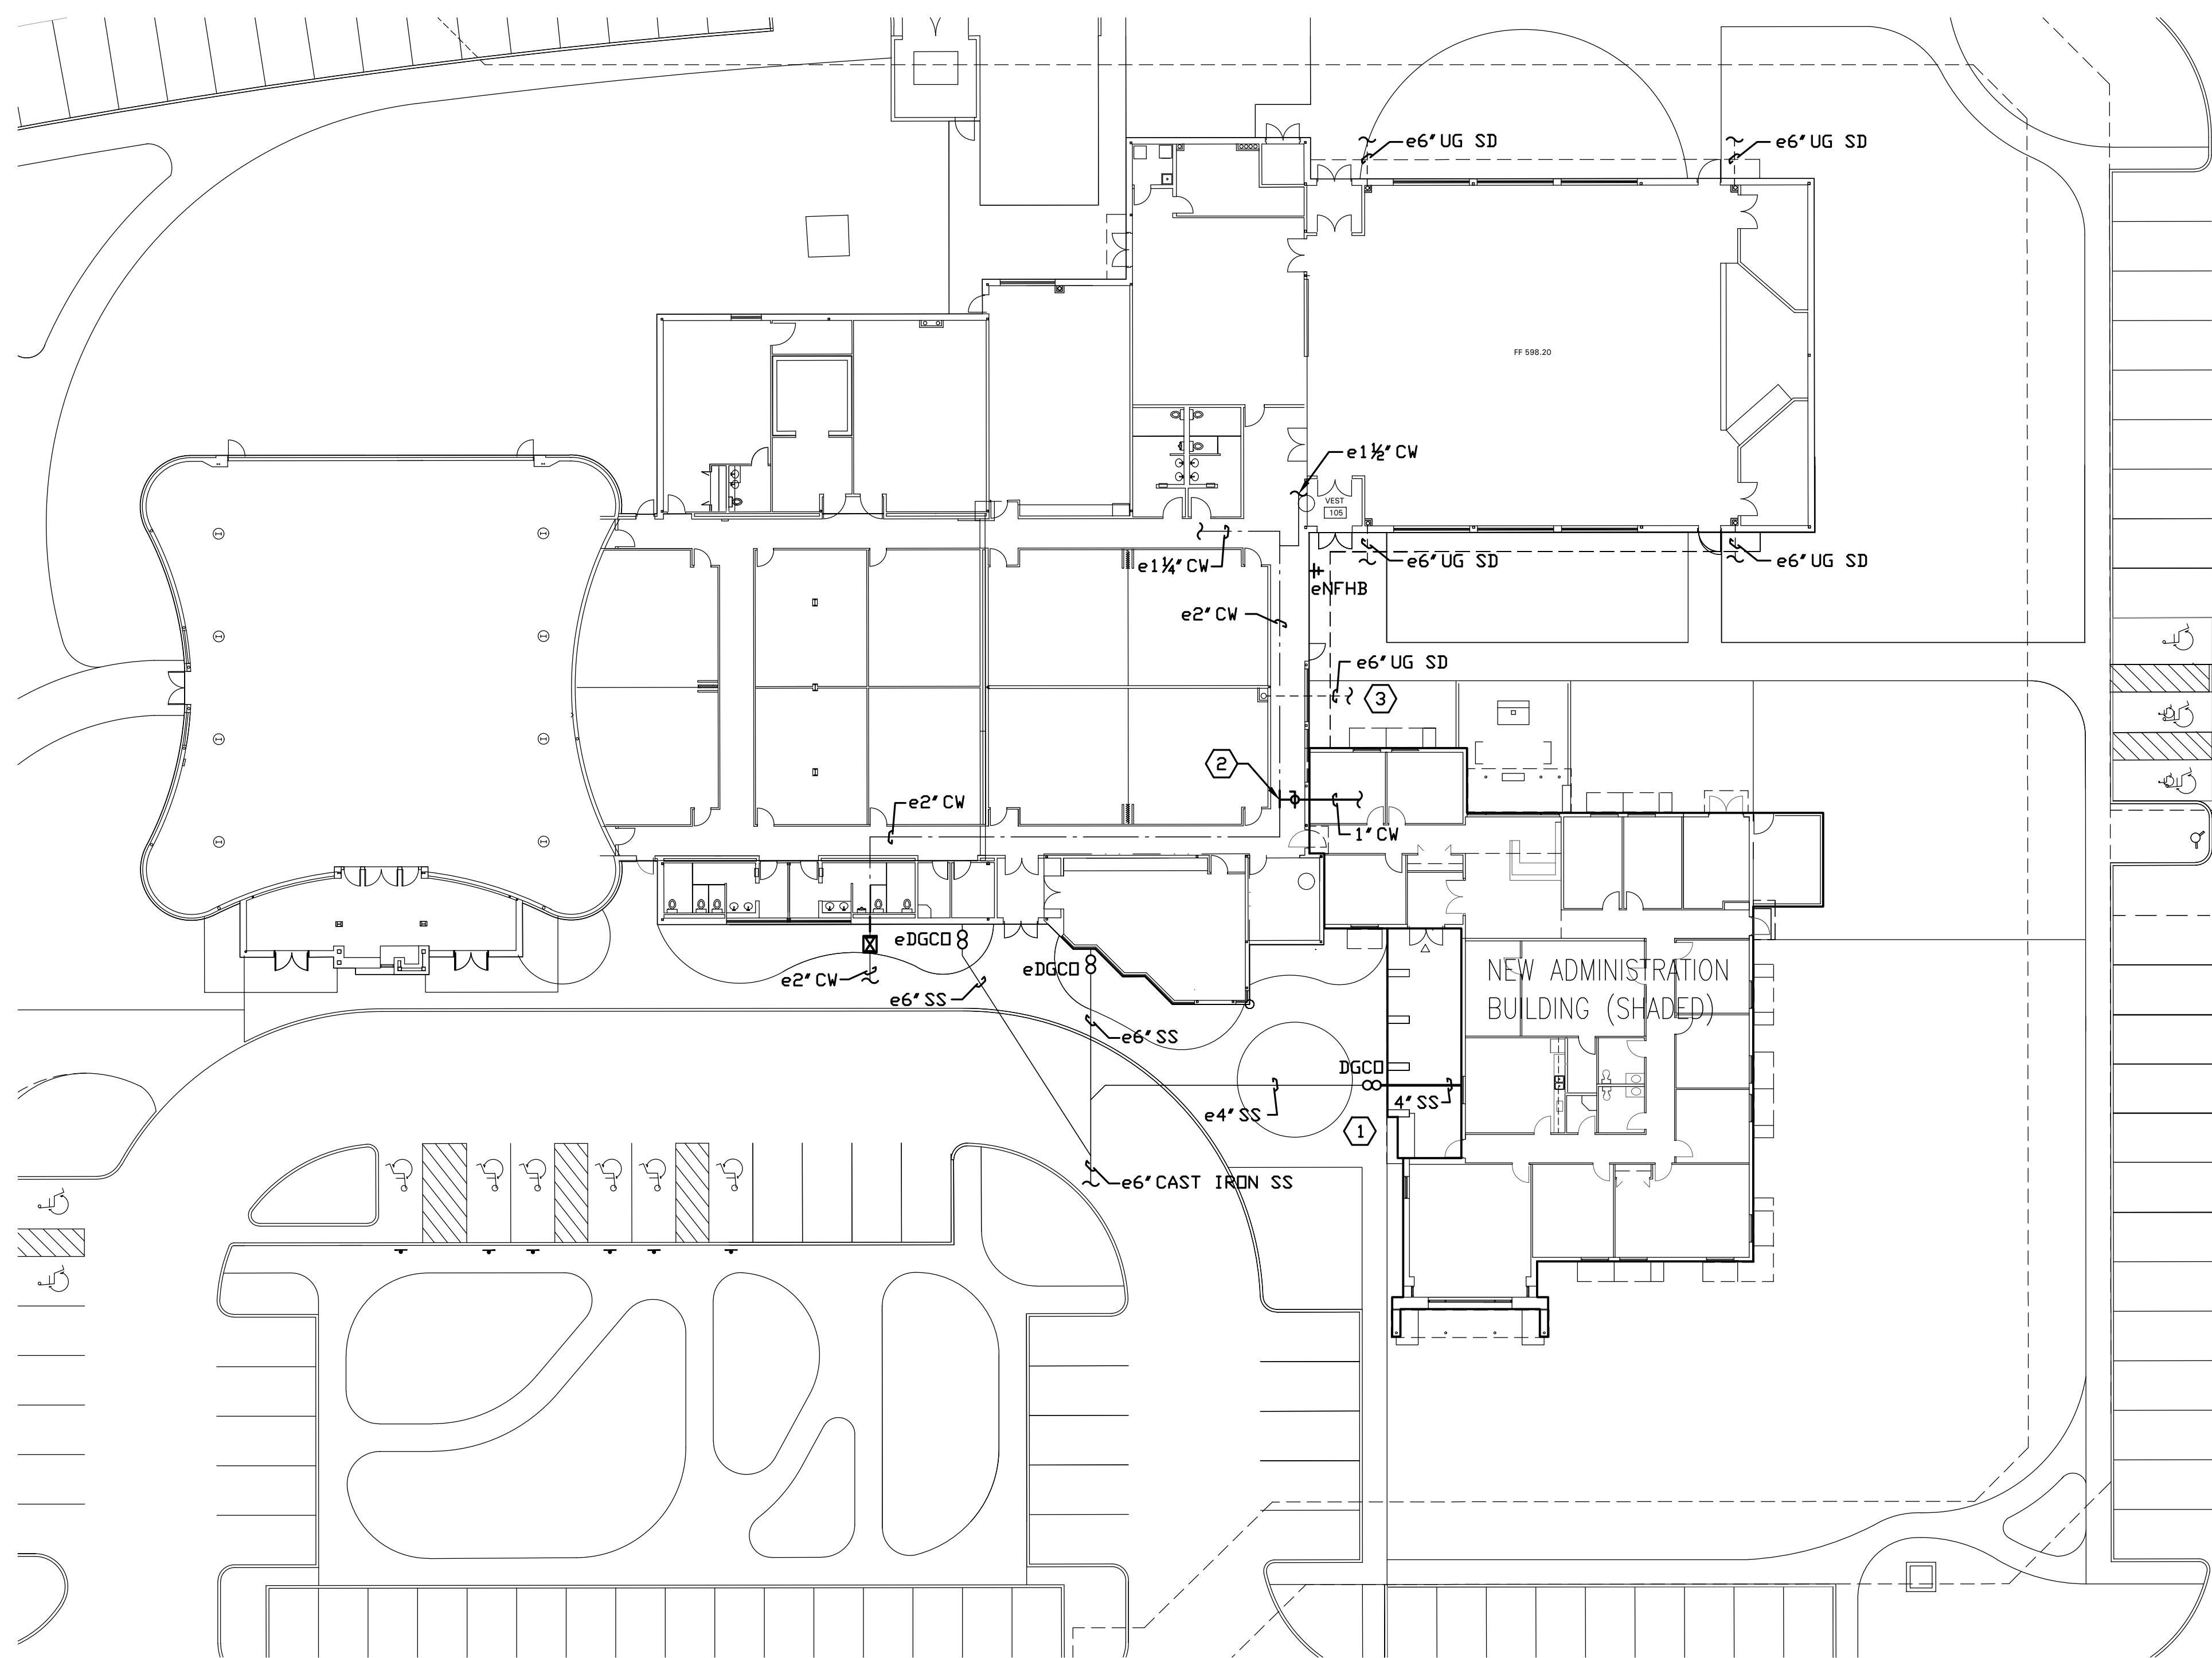 e6" UG SD
e6" UG SD
FF 598.20
e1½" CW
VEST
105
e1¼" CW
e6" UG SD
e6" UG SD
eNFHB
e2" CW
e6" UG SD
3
2
e2" CW
1" CW
eDGCO
eDGCO
e2" CW
e6" SS
NEW ADMINISTRATION
BUILDING (SHADED)
e6" SS
DGCO
e4" SS
4" SS
1
e6" CAST IRON SS